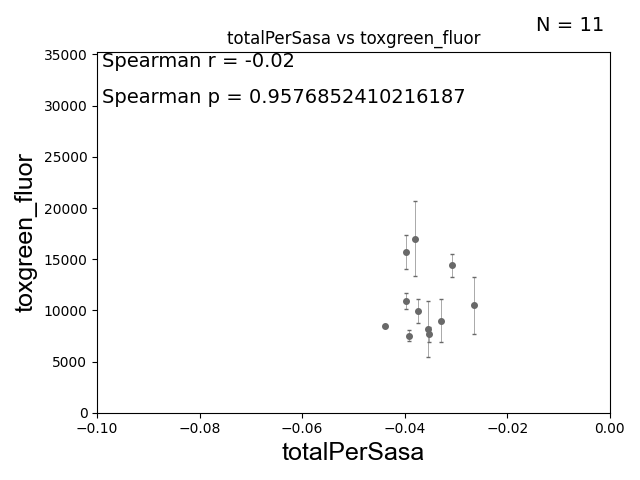 N = 11
totalPerSasa vs toxgreen_fluor
Spearman r = -0.02
Spearman p = 0.9576852410216187
toxgreen_fluor
35000
30000
25000
20000
15000
10000
5000
0
−0.10 −0.08 −0.06 −0.04 −0.02 0.00
totalPerSasa